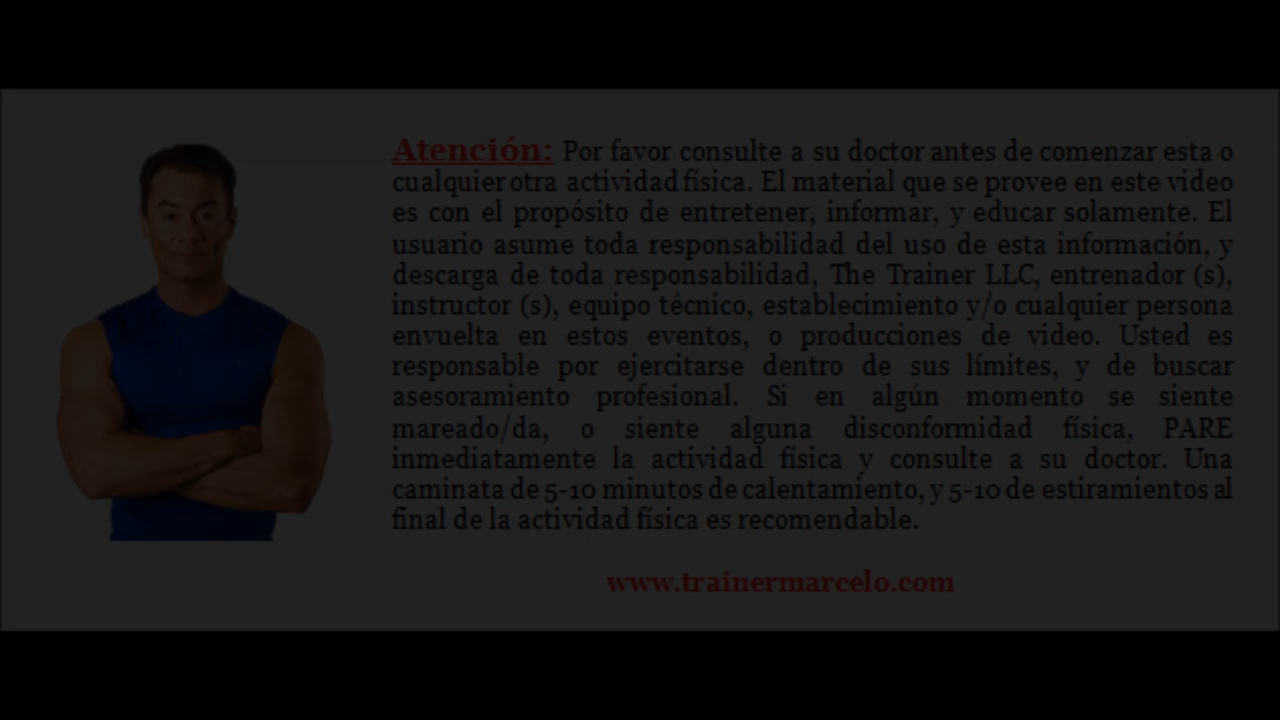 Atención: Por favor consulte a su doctor antes de comenzar esta o
cualquier otra actividad física. El material que se provee en este video
es con el propósito de entretener, informar, y educar solamente. El
usuario asume toda responsabilidad del uso de esta información, y
descarga de toda responsabilidad, The Trainer LLC, entrenador (s),
instructor (s), equipo técnico, establecimiento y/o cualquier persona
envuelta en estos eventos, o producciones de video. Usted es
responsable por ejercitarse dentro de sus límites, y de buscar
asesoramiento profesional. Si en algún momento se siente
mareado/da, o siente alguna disconformidad física, PARE
inmediatamente la actividad física y consulte a su doctor. Una
caminata de 5-10 minutos de calentamiento, y 5-10 de estiramientos al
final de la actividad física es recomendable.
www.trainermarcelo.com